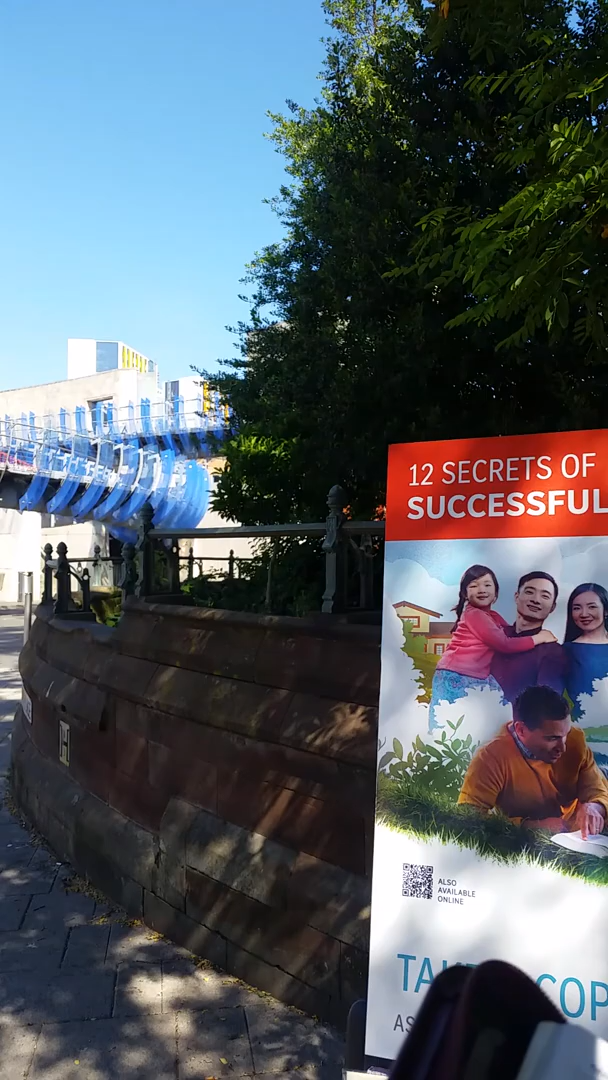 12 SECRETS OF
SUCCESSFUL
ALSO
AVAILABLE
ONLINE
H